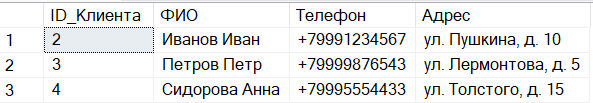 ID_Клиента ФИО Телефон Адрес
1 2 Иванов Иван +79991234567 ул. Пушкина, д. 10
2 3 Петров Петр +79999876543 ул. Лермонтова, д. 5
3 4 Сидорова Анна +79995554433 ул. Толстого, д. 15